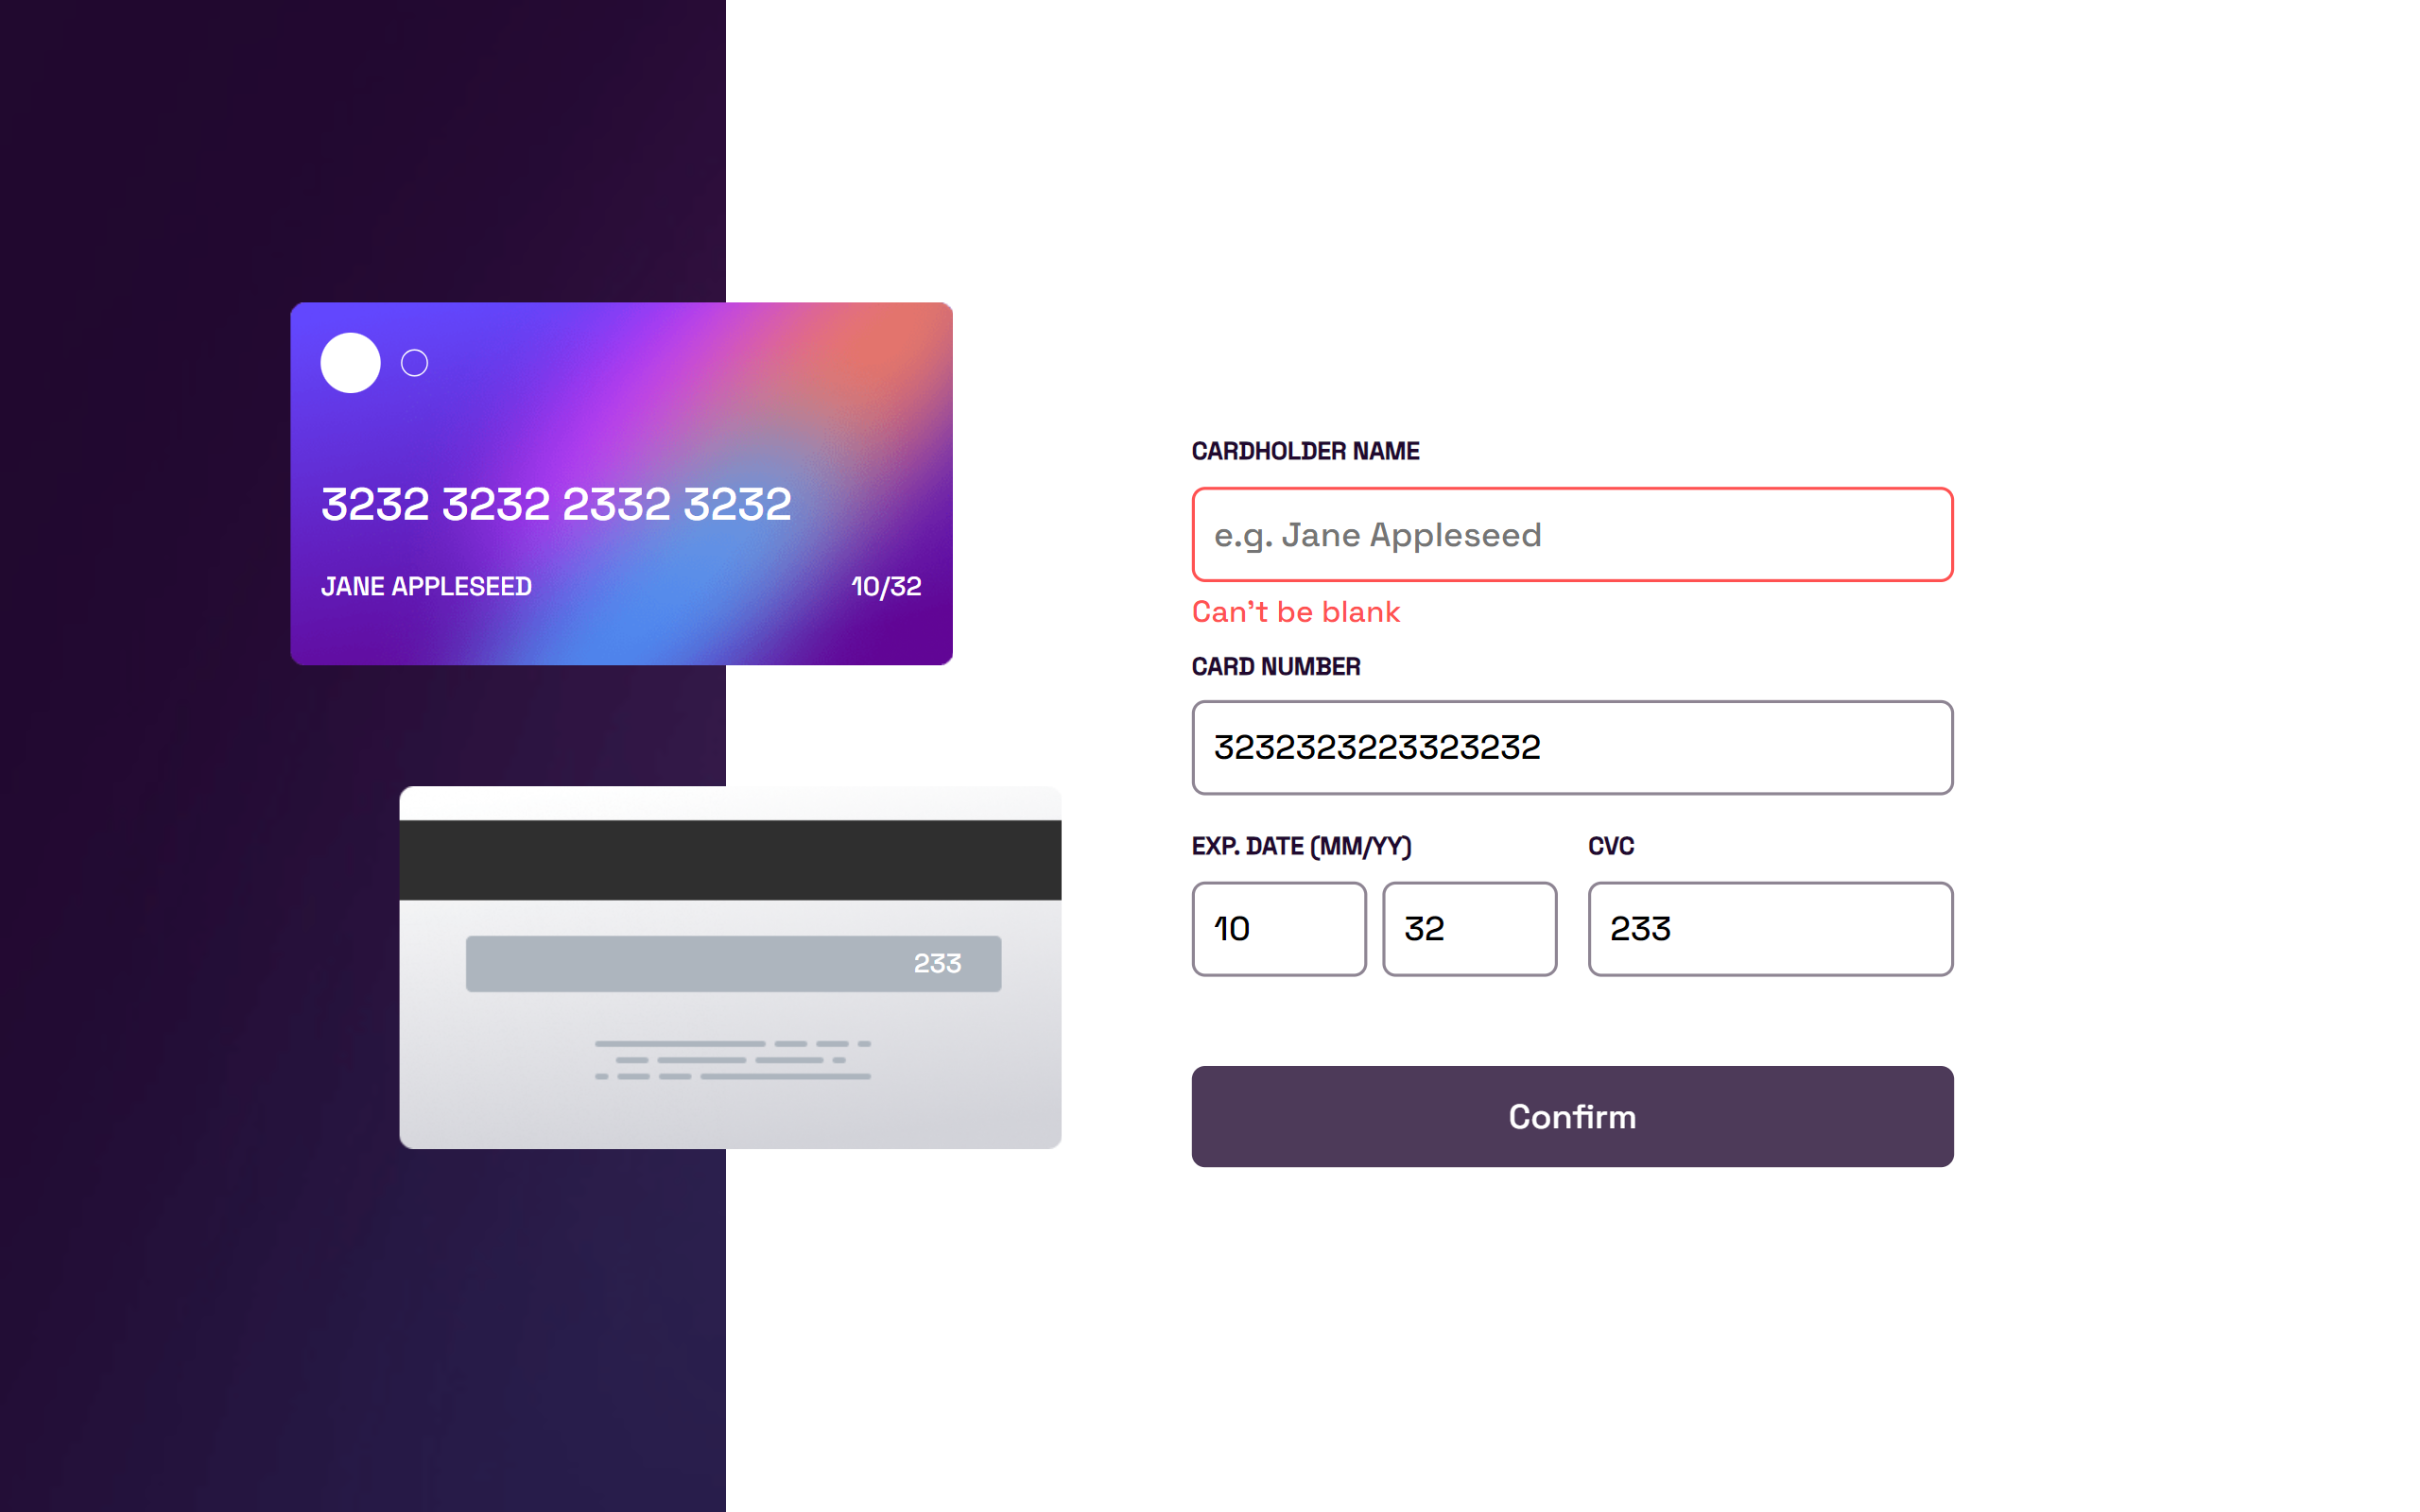 3232 3232 2332 3232
JANE APPLESEED 10/32
233
CARDHOLDER NAME
e.g. Jane Appleseed
Can't be blank
CARD NUMBER
3232323223323232
EXP. DATE (MM/YY) CVC
10 32 233
Confirm